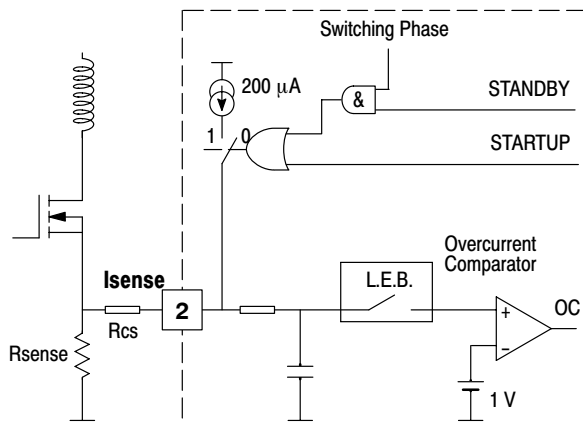 Switching Phase
200 μA
&
STANDBY
1 0
STARTUP
Overcurrent
Comparator
Isense
L.E.B.
2
+
OC
Rcs
–
Rsense
1 V